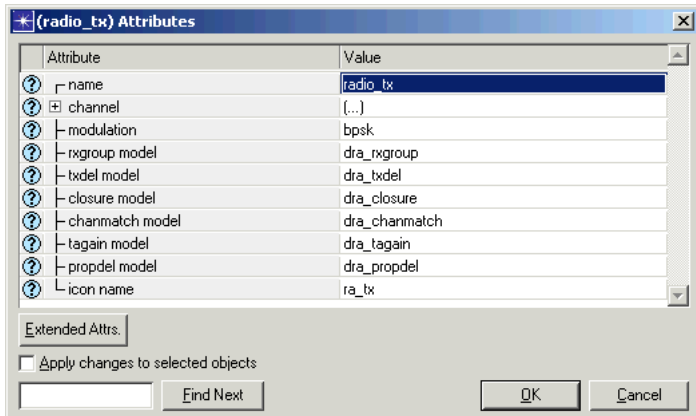 (radio_tx) Attributes
Attribute Value
name radio_tx
channel (...)
modulation bpsk
rxgroup model dra_rxgroup
txdel model dra_txdel
closure model dra_closure
chanmatch model dra_chanmatch
tagain model dra_tagain
propdel model dra_propdel
icon name ra_tx
Extended Attrs.
Apply changes to selected objects
Find Next OK Cancel